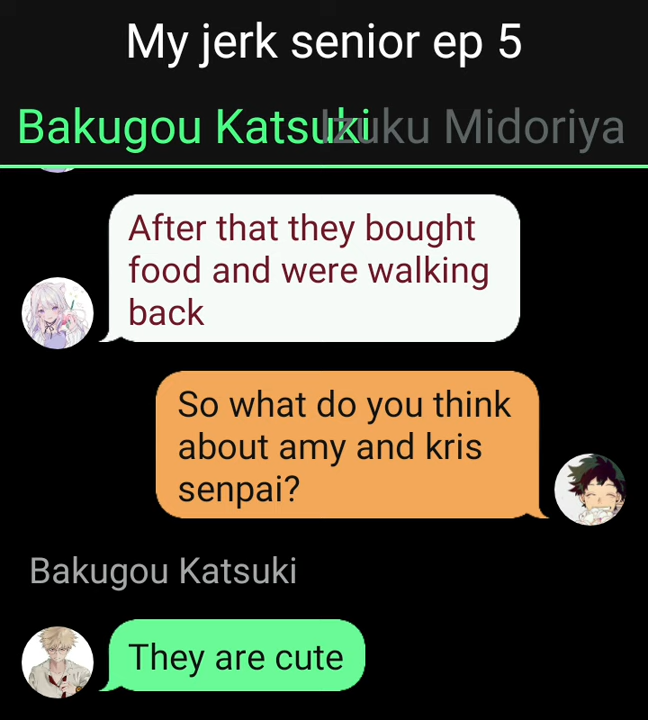 My jerk senior ep 5
Bakugou Katsuki Izuku Midoriya
After that they bought
food and were walking
back
So what do you think
about amy and kris
senpai?
Bakugou Katsuki
They are cute